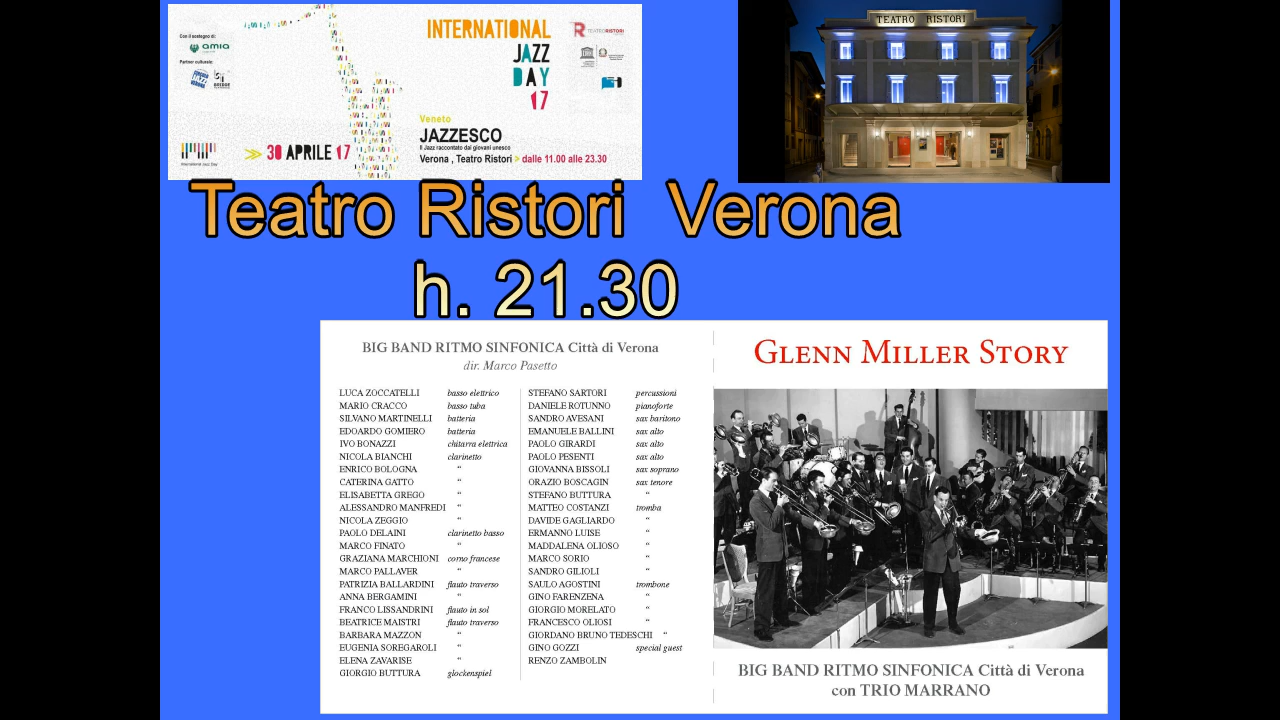 Con il sostegno di:
amia
Partner culturale:
INTERNATIONAL
JAZZ
DAY
17
TEATRORISTORI
Veneto
JAZZESCO
Il Jazz raccontato dai giovani unesco
Verona , Teatro Ristori > dalle 11.00 alle 23.30
International Jazz Day
30 APRILE 17
TEATRO RISTORI
Teatro Ristori Verona
h. 21.30
BIG BAND RITMO SINFONICA Città di Verona
dir. Marco Pasetto
LUCA ZOCCATELLI basso elettrico
MARIO CRACCO basso tuba
SILVANO MARTINELLI batteria
EDOARDO GOMIERO batteria
IVO BONAZZI chitarra elettrica
NICOLA BIANCHI clarinetto
ENRICO BOLOGNA “
CATERINA GATTO “
ELISABETTA GREGO “
ALESSANDRO MANFREDI “
NICOLA ZEGGIO “
PAOLO DELAINI clarinetto basso
MARCO FINATO “
GRAZIANA MARCHIONI corno francese
MARCO PALLAVER “
PATRIZIA BALLARDINI flauto traverso
ANNA BERGAMINI “
FRANCO LISSANDRINI flauto in sol
BEATRICE MAISTRI flauto traverso
BARBARA MAZZON “
EUGENIA SOREGAROLI “
ELENA ZAVARISE “
GIORGIO BUTTURA glockenspiel
STEFANO SARTORI percussioni
DANIELE ROTUNNO pianoforte
SANDRO AVESANI sax baritono
EMANUELE BALLINI sax alto
PAOLO GIRARDI sax alto
PAOLO PESENTI sax alto
GIOVANNA BISSOLI sax soprano
ORAZIO BOSCAGIN sax tenore
STEFANO BUTTURA “
MATTEO COSTANZI tromba
DAVIDE GAGLIARDO “
ERMANNO LUISE “
MADDALENA OLIOSO “
MARCO SORIO “
SANDRO GILIOLI “
SAULO AGOSTINI trombone
GINO FARENZENA “
GIORGIO MORELATO “
FRANCESCO OLIOSI “
GIORDANO BRUNO TEDESCHI “
GINO GOZZI special guest
RENZO ZAMBOLIN
GLENN MILLER STORY
BIG BAND RITMO SINFONICA Città di Verona
con TRIO MARRANO